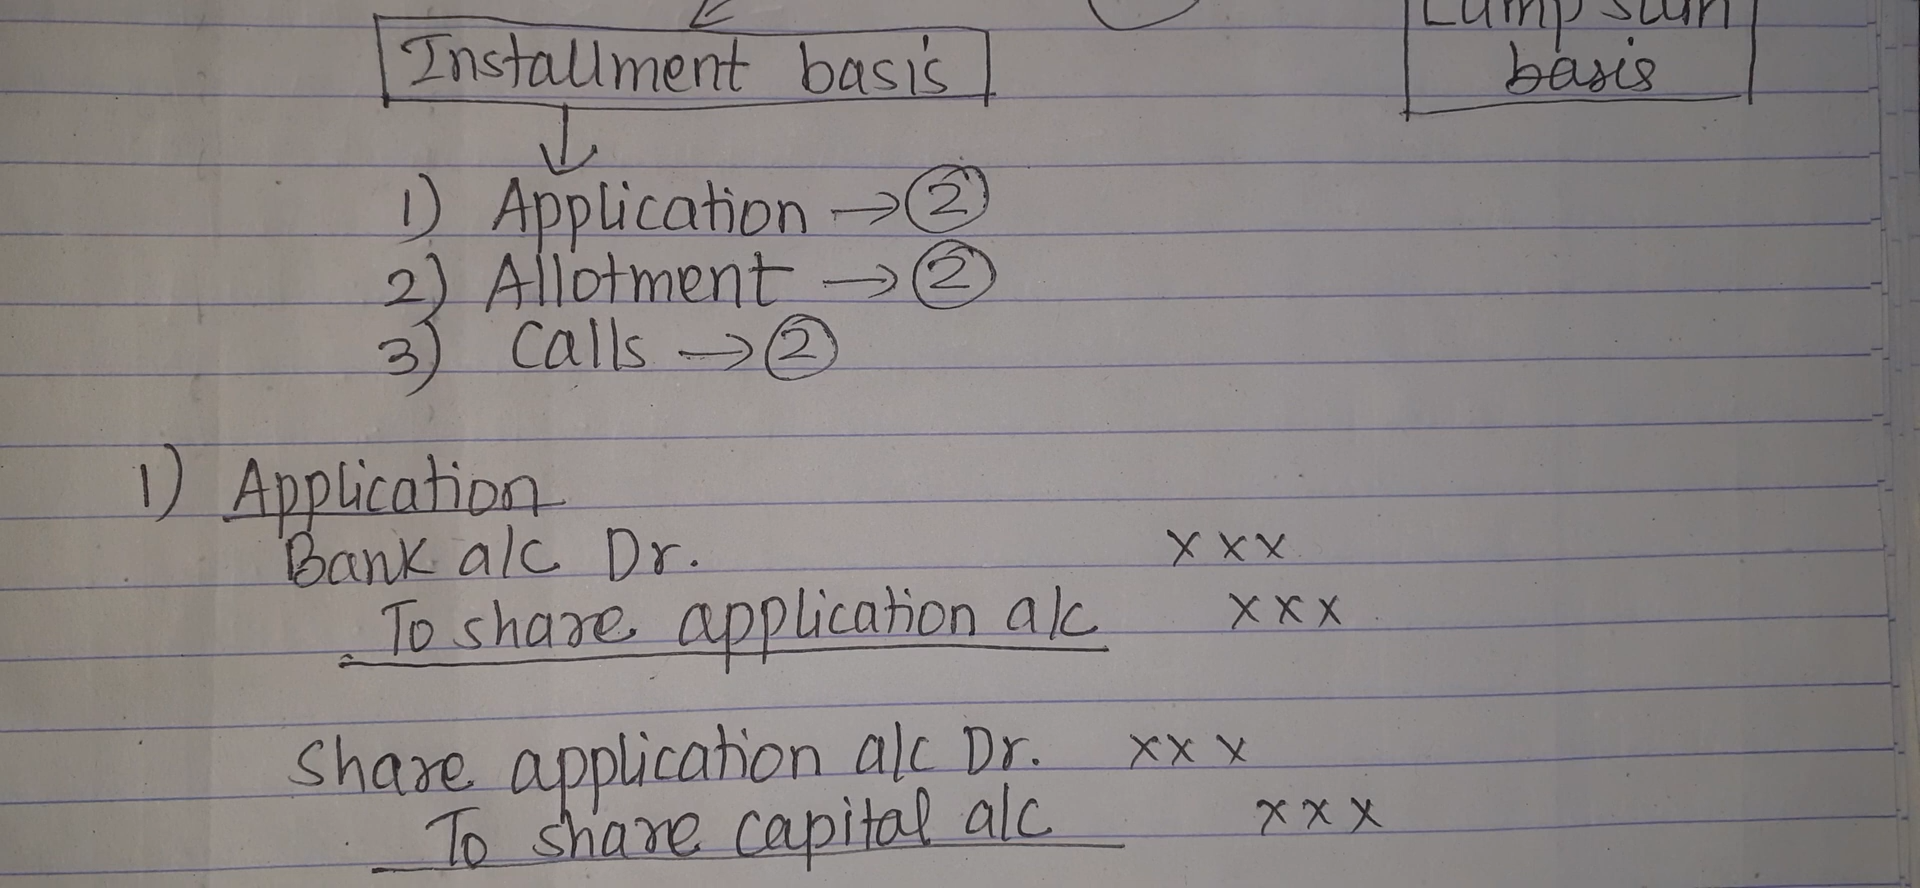 Lump sum
Installment basis
basis
1) Application → 2
2) Allotment → 2
3) Calls → 2
1) Application
Bank a/c Dr. xxx
To share application a/c xxx
Share application a/c Dr. xxx
To share capital a/c xxx